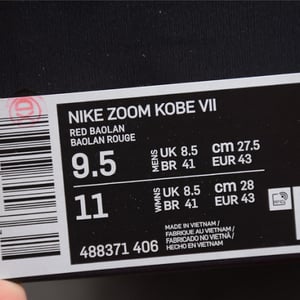 NIKE ZOOM KOBE VII
RED BAOLAN
BAOLAN ROUGE
9.5 MENS UK 8.5 cm 27.5
BR 41 EUR 43
11 WMNS UK 8.5 cm 28
BR 41 EUR 43
MADE IN VIETNAM /
FABRIQUE AU VIETNAM /
FABRICADO NO VIETNÃ /
HECHO EN VIETNAM
488371 406